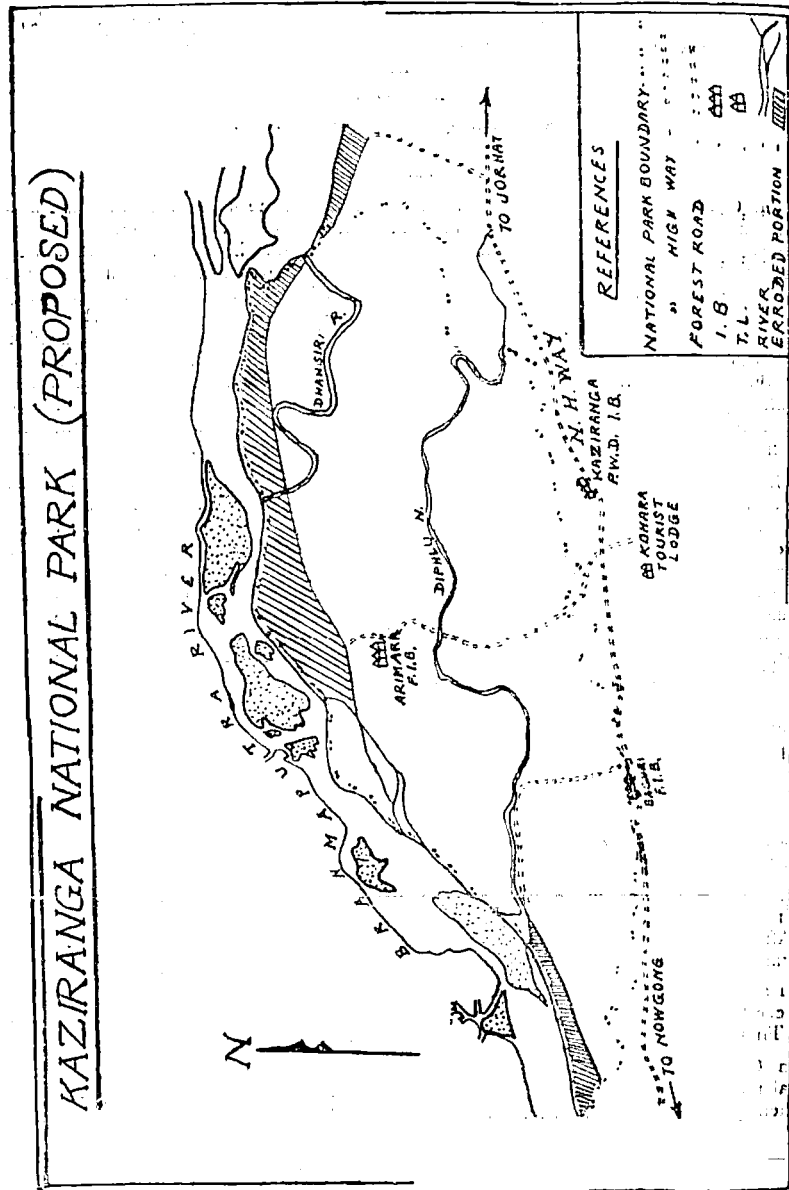 KAZIRANGA NATIONAL PARK (PROPOSED)
N
BRAHMAPUTRA RIVER
DHANSIRI R.
DIPHLU N.
ARIMARA
F.I.B.
TO JORHAT
N. H. WAY
KAZIRANGA
P.W.D. I.B.
KOHARA
TOURIST
LODGE
BAGURI
F.I.B.
TO NOWGONG
REFERENCES
NATIONAL PARK BOUNDARY
" HIGH WAY
FOREST ROAD
I. B
T. L.
RIVER
ERRODED PORTION